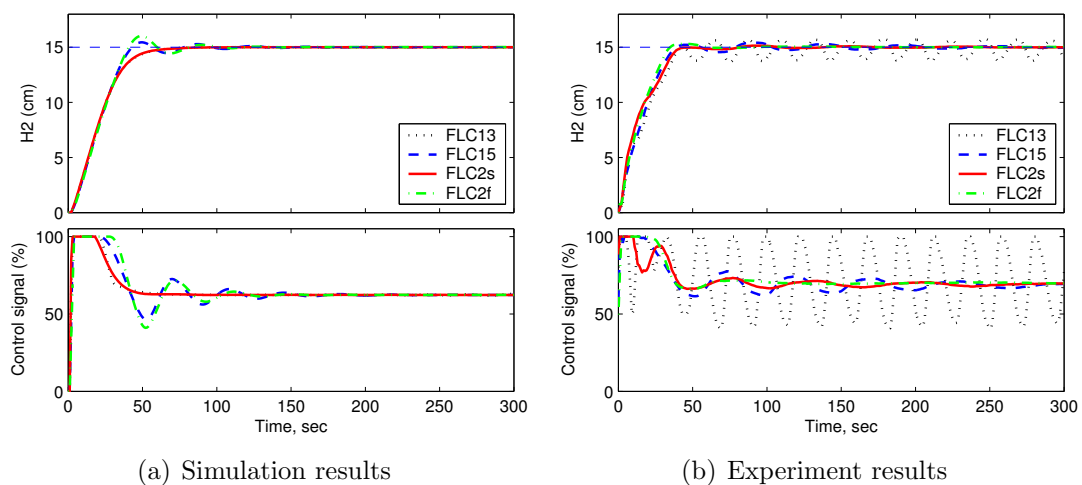 15
10
5
0
H2 (cm)
FLC13
FLC15
FLC2s
FLC2f
100
50
0
Control signal (%)
0 50 100 150 200 250 300
Time, sec
(a) Simulation results
15
10
5
0
H2 (cm)
FLC13
FLC15
FLC2s
FLC2f
100
50
0
Control signal (%)
0 50 100 150 200 250 300
Time, sec
(b) Experiment results